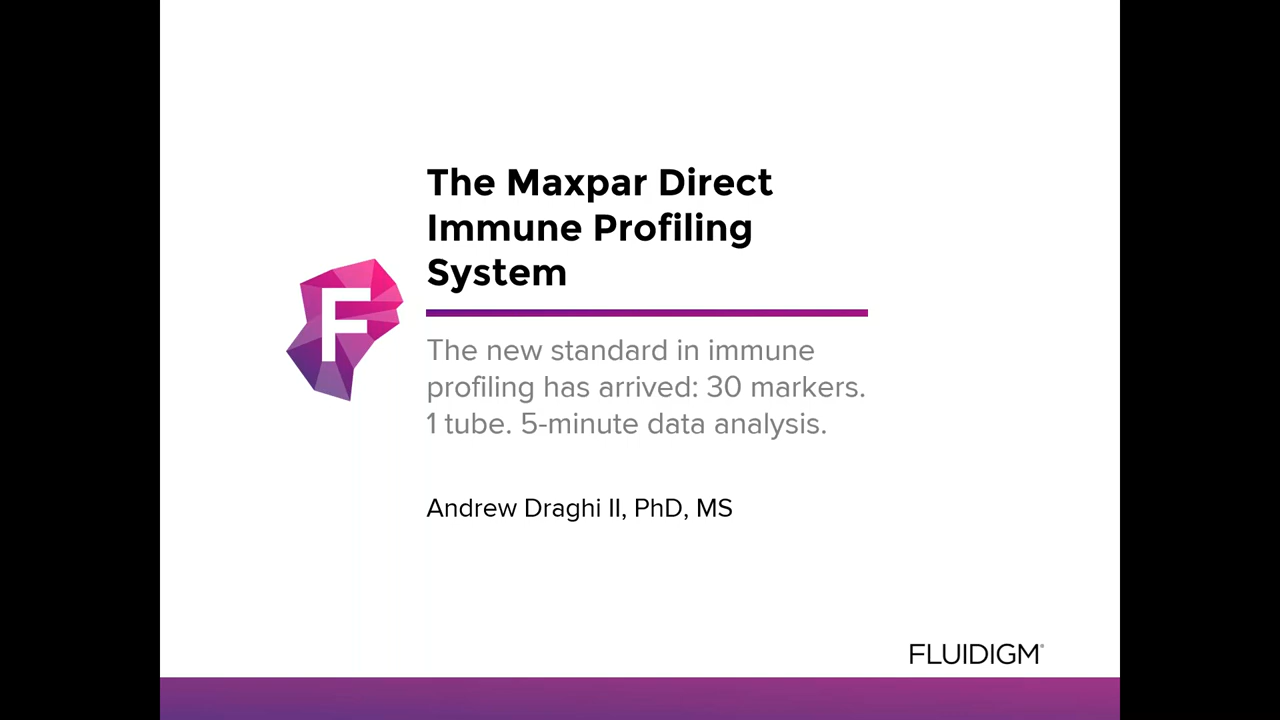 The Maxpar Direct
Immune Profiling
System
F
The new standard in immune
profiling has arrived: 30 markers.
1 tube. 5-minute data analysis.
Andrew Draghi II, PhD, MS
FLUIDIGM®